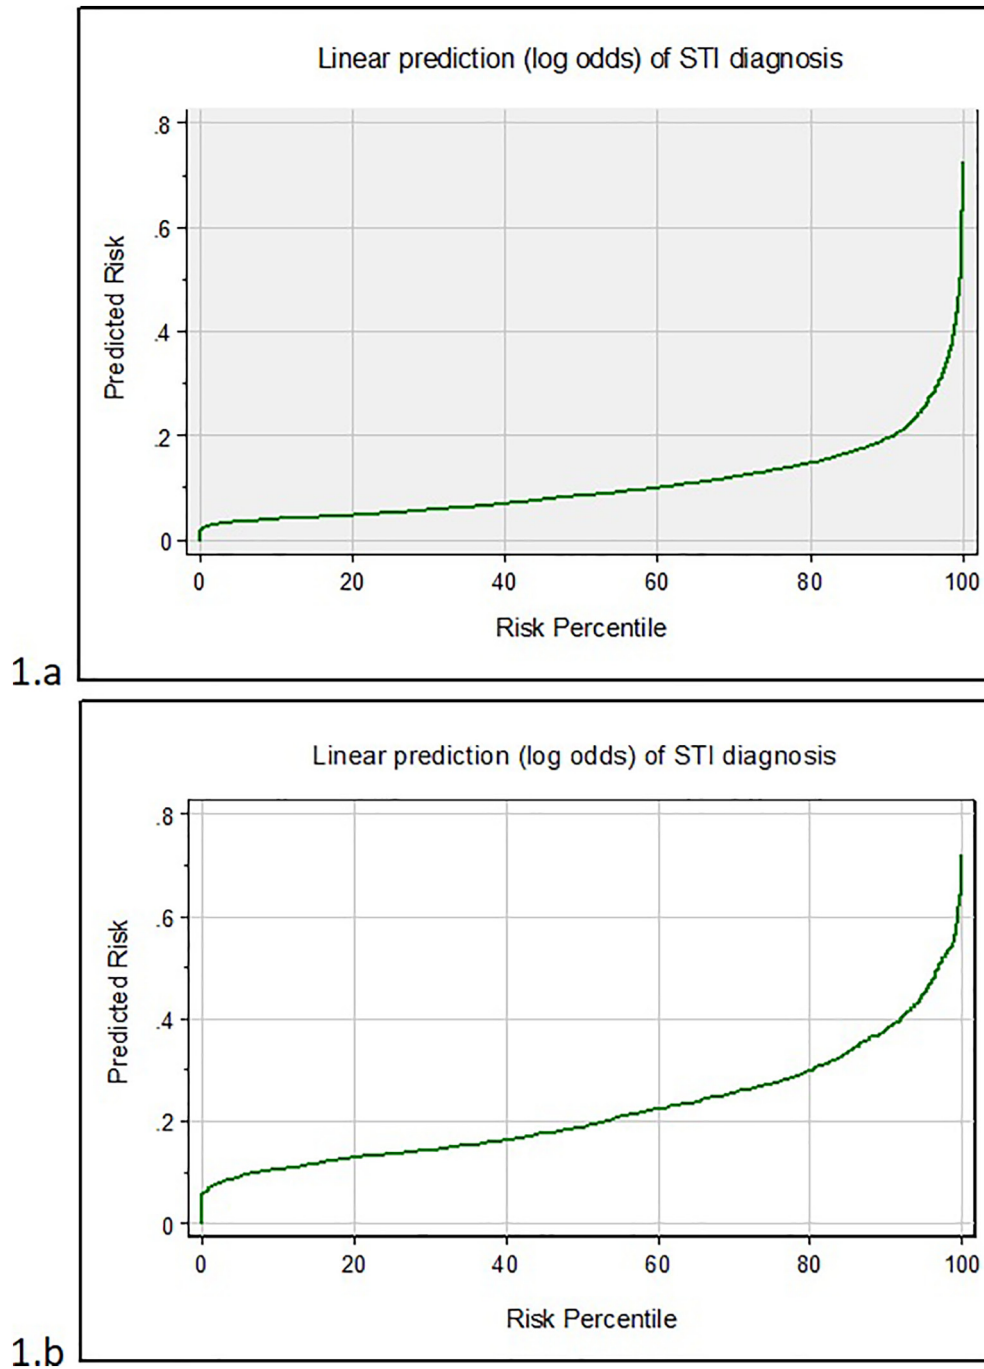 Linear prediction (log odds) of STI diagnosis
.8
.6
.4
.2
0
Predicted Risk
0 20 40 60 80 100
Risk Percentile
1.a
Linear prediction (log odds) of STI diagnosis
.8
.6
.4
.2
0
Predicted Risk
0 20 40 60 80 100
Risk Percentile
1.b